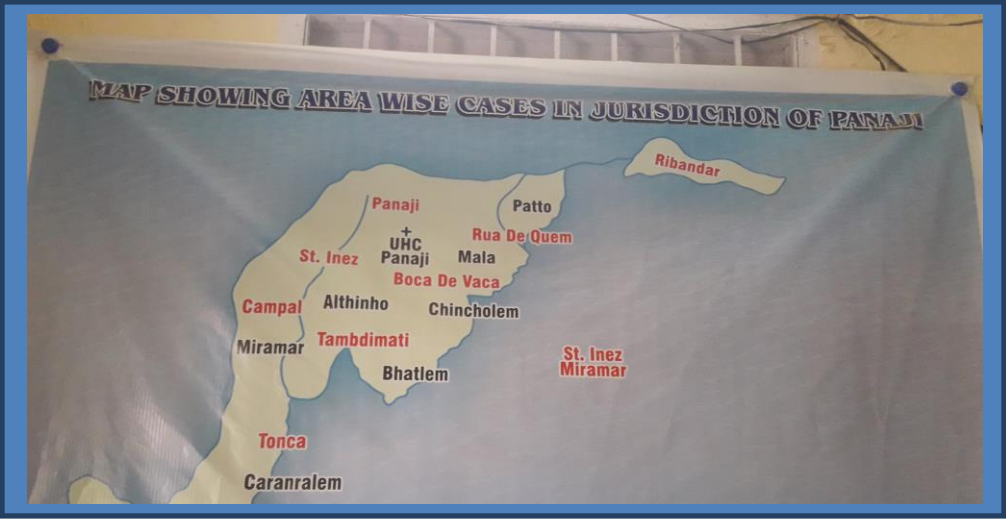 MAP SHOWING AREA WISE CASES IN JURISDICTION OF PANAJI
Ribandar
Panaji
Patto
+
UHC
Panaji
Rua De Quem
St. Inez
Mala
Boca De Vaca
Campal
Althinho
Chincholem
Miramar
Tambdimati
St. Inez
Miramar
Bhatlem
Tonca
Caranralem